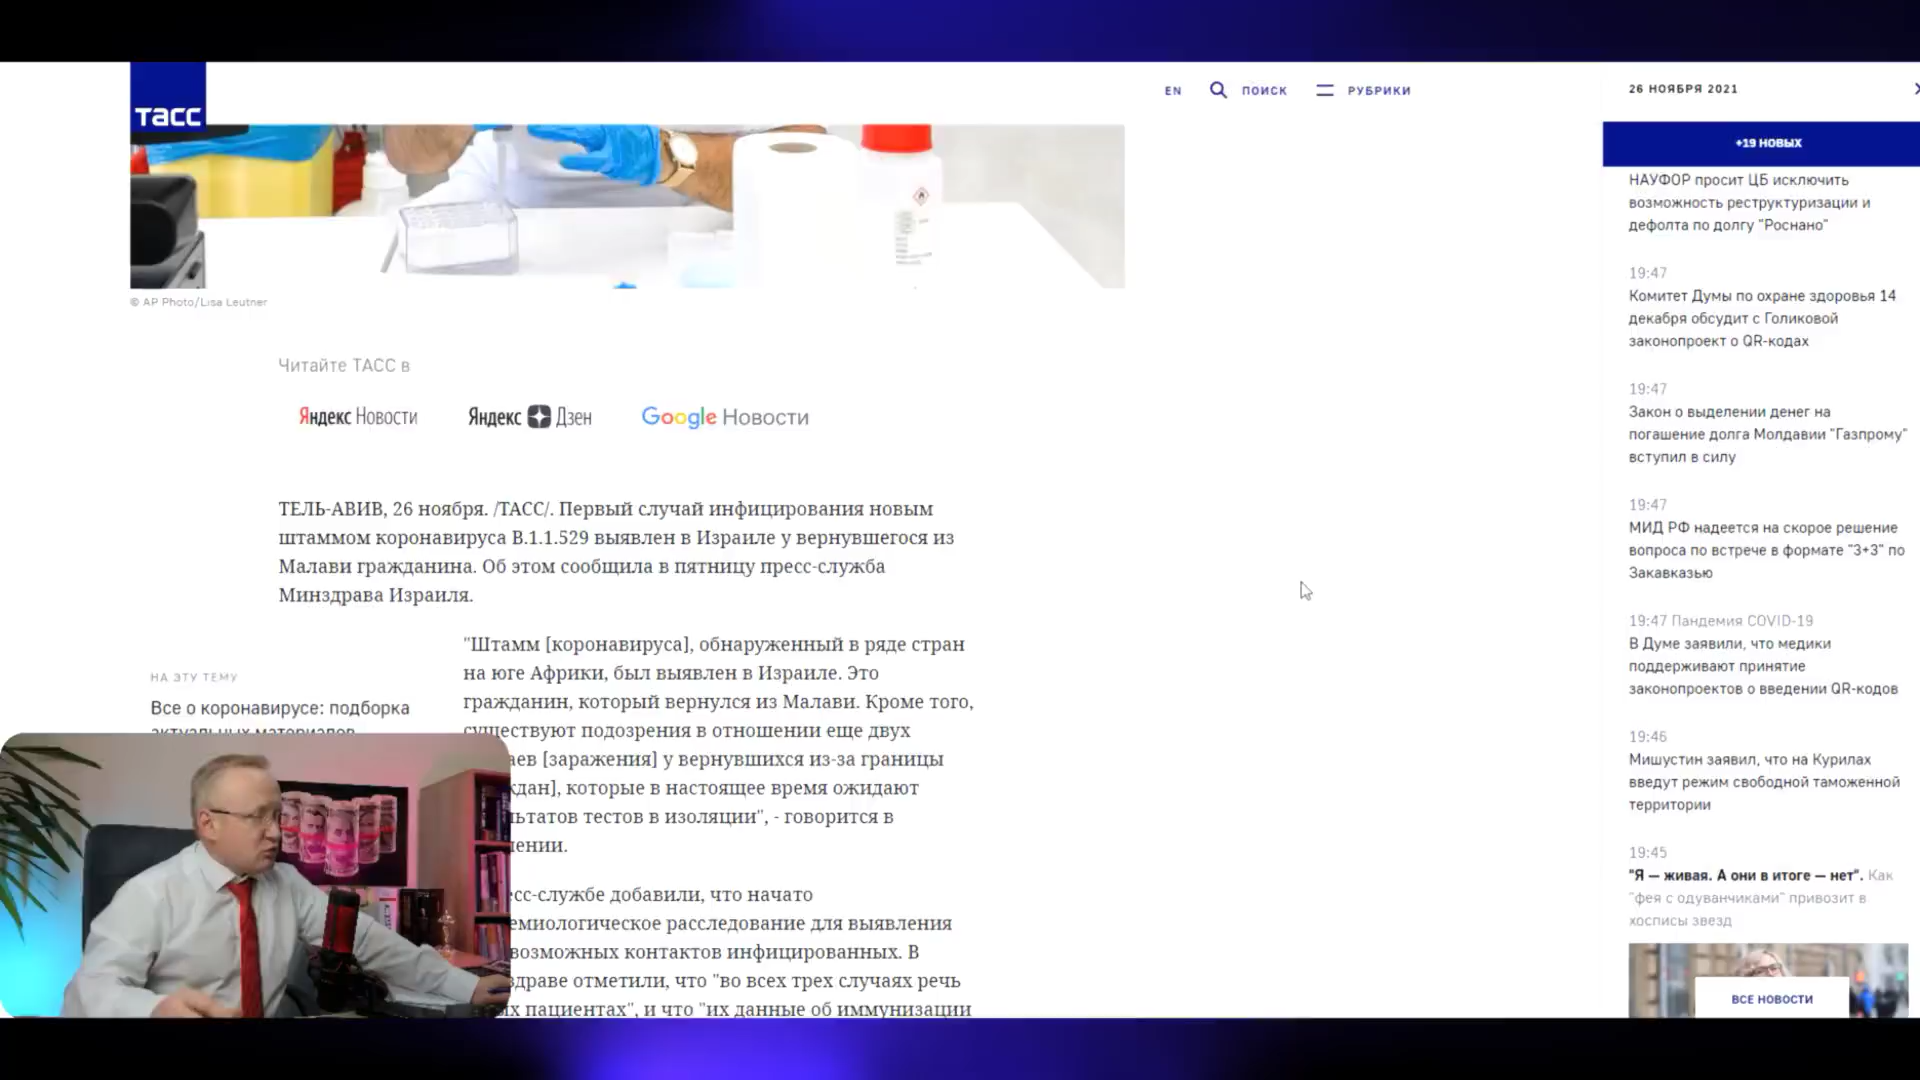 тасс
EN
ПОИСК
РУБРИКИ
© AP Photo/Lisa Leutner
Читайте ТАСС в
Яндекс Новости
Яндекс Дзен
Google Новости
ТЕЛЬ-АВИВ, 26 ноября. /ТАСС/. Первый случай инфицирования новым
штаммом коронавируса B.1.1.529 выявлен в Израиле у вернувшегося из
Малави гражданина. Об этом сообщила в пятницу пресс-служба
Минздрава Израиля.
НА ЭТУ ТЕМУ
Все о коронавирусе: подборка
актуальных материалов
"Штамм [коронавируса], обнаруженный в ряде стран
на юге Африки, был выявлен в Израиле. Это
гражданин, который вернулся из Малави. Кроме того,
существуют подозрения в отношении еще двух
[заражения] у вернувшихся из-за границы
которые в настоящее время ожидают
тестов в изоляции", - говорится в
добавили, что начато
расследование для выявления
возможных контактов инфицированных. В
отметили, что "во всех трех случаях речь
пациентах", и что "их данные об иммунизации
26 НОЯБРЯ 2021
+19 НОВЫХ
НАУФОР просит ЦБ исключить
возможность реструктуризации и
дефолта по долгу "Роснано"
19:47
Комитет Думы по охране здоровья 14
декабря обсудит с Голиковой
законопроект о QR-кодах
19:47
Закон о выделении денег на
погашение долга Молдавии "Газпрому"
вступил в силу
19:47
МИД РФ надеется на скорое решение
вопроса по встрече в формате "3+3" по
Закавказью
19:47 Пандемия COVID-19
В Думе заявили, что медики
поддерживают принятие
законопроектов о введении QR-кодов
19:46
Мишустин заявил, что на Курилах
введут режим свободной таможенной
территории
19:45
"Я — живая. А они в итоге — нет". Как
"фея с одуванчиками" привозит в
хосписы звезд
ВСЕ НОВОСТИ